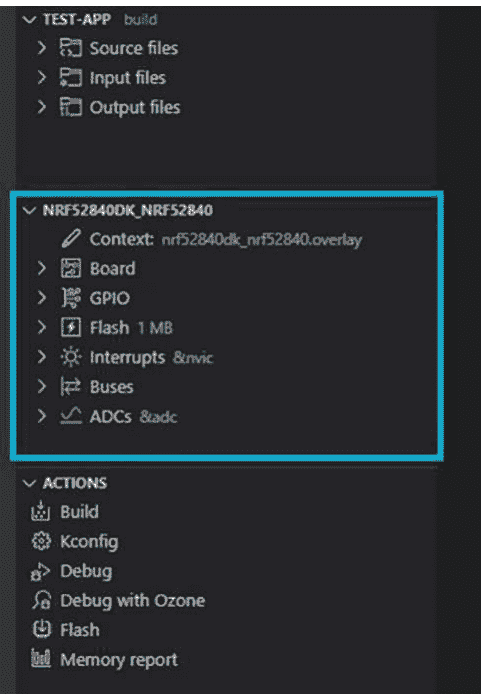 TEST-APP build
Source files
Input files
Output files
NRF52840DK_NRF52840
Context: nrf52840dk_nrf52840.overlay
Board
GPIO
Flash 1 MB
Interrupts &nvic
Buses
ADCs &adc
ACTIONS
Build
Kconfig
Debug
Debug with Ozone
Flash
Memory report